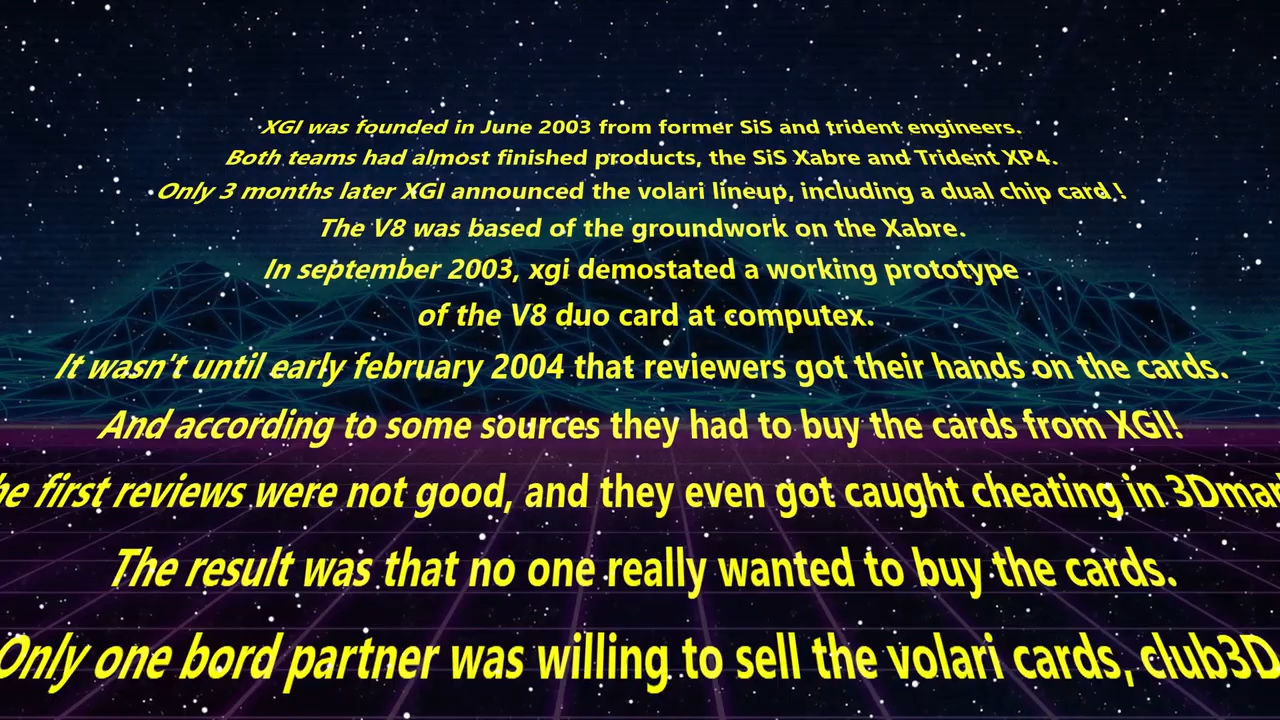 XGI was founded in June 2003 from former SiS and trident engineers.
Both teams had almost finished products, the SiS Xabre and Trident XP4.
Only 3 months later XGI announced the volari lineup, including a dual chip card !
The V8 was based of the groundwork on the Xabre.
In september 2003, xgi demostated a working prototype
of the V8 duo card at computex.
It wasn't until early february 2004 that reviewers got their hands on the cards.
And according to some sources they had to buy the cards from XGI!
first reviews were not good, and they even got caught cheating in
The result was that no one really wanted to buy the cards.
Only one bord partner was willing to sell the volari cards, club3D